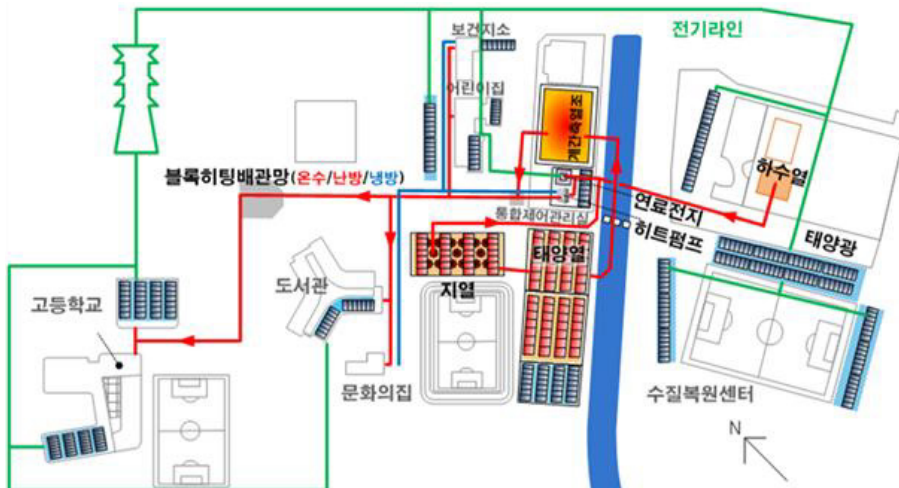 전기라인
보건지소
어린이집
계간축열조
하수열
블록히팅배관망(온수/난방/냉방)
연료전지
통합제어관리실
히트펌프
태양광
태양열
고등학교
도서관
지열
문화의집
수질복원센터
N